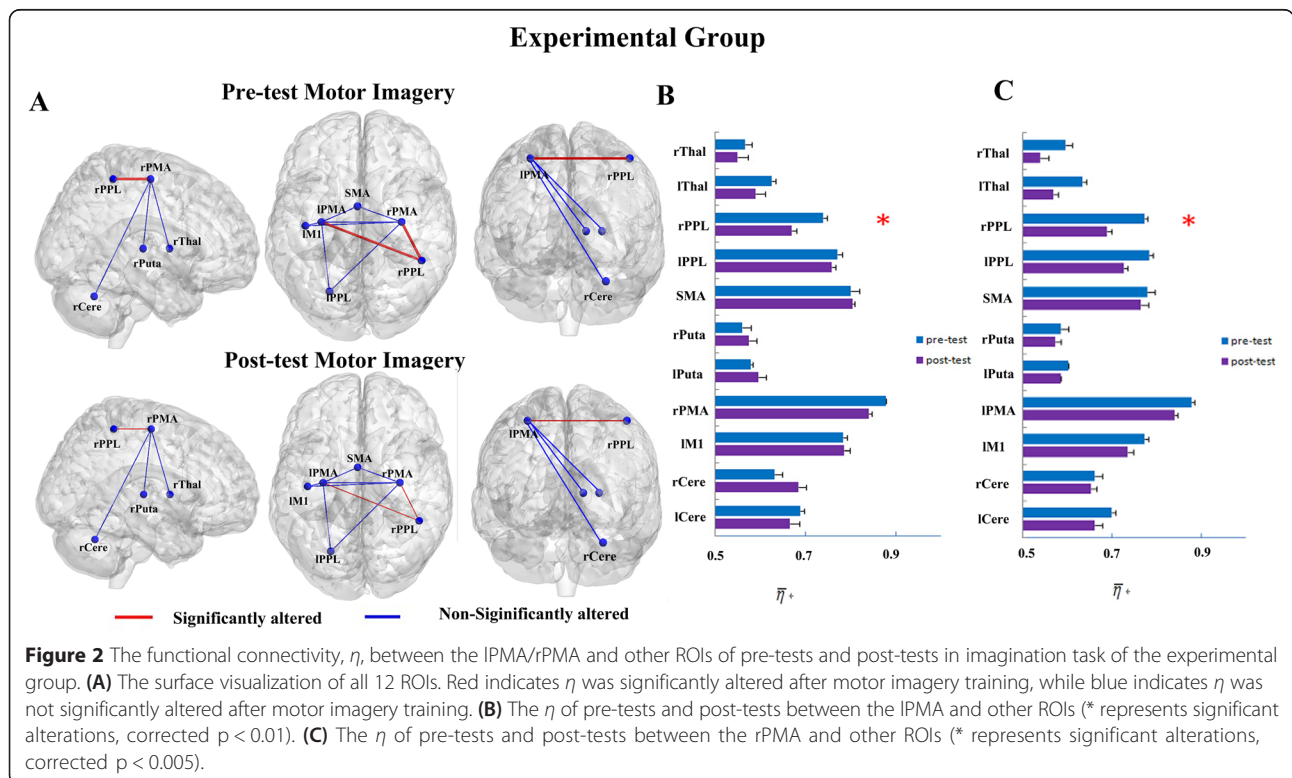 Experimental Group
A
Pre-test Motor Imagery
rPMA
rPPL
rThal
rPuta
rCere
SMA
lPMA
rPMA
lM1
rPPL
lPPL
lPMA
rPPL
rCere
Post-test Motor Imagery
rPMA
rPPL
rThal
rPuta
rCere
SMA
lPMA
rPMA
lM1
rPPL
lPPL
lPMA
rPPL
rCere
Significantly altered
Non-Siginificantly altered
B
rThal
lThal
rPPL
*
lPPL
SMA
rPuta
lPuta
rPMA
lM1
rCere
lCere
pre-test
post-test
0.5 0.7 0.9
η̅ +
C
rThal
lThal
rPPL
*
lPPL
SMA
rPuta
lPuta
lPMA
lM1
rCere
lCere
pre-test
post-test
0.5 0.7 0.9
η̅ +
Figure 2 The functional connectivity, η, between the lPMA/rPMA and other ROIs of pre-tests and post-tests in imagination task of the experimental
group. (A) The surface visualization of all 12 ROIs. Red indicates η was significantly altered after motor imagery training, while blue indicates η was
not significantly altered after motor imagery training. (B) The η of pre-tests and post-tests between the lPMA and other ROIs (* represents significant
alterations, corrected p < 0.01). (C) The η of pre-tests and post-tests between the rPMA and other ROIs (* represents significant alterations,
corrected p < 0.005).